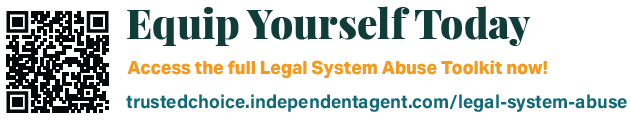 Equip Yourself Today
Access the full Legal System Abuse Toolkit now!
trustedchoice.independentagent.com/legal-system-abuse